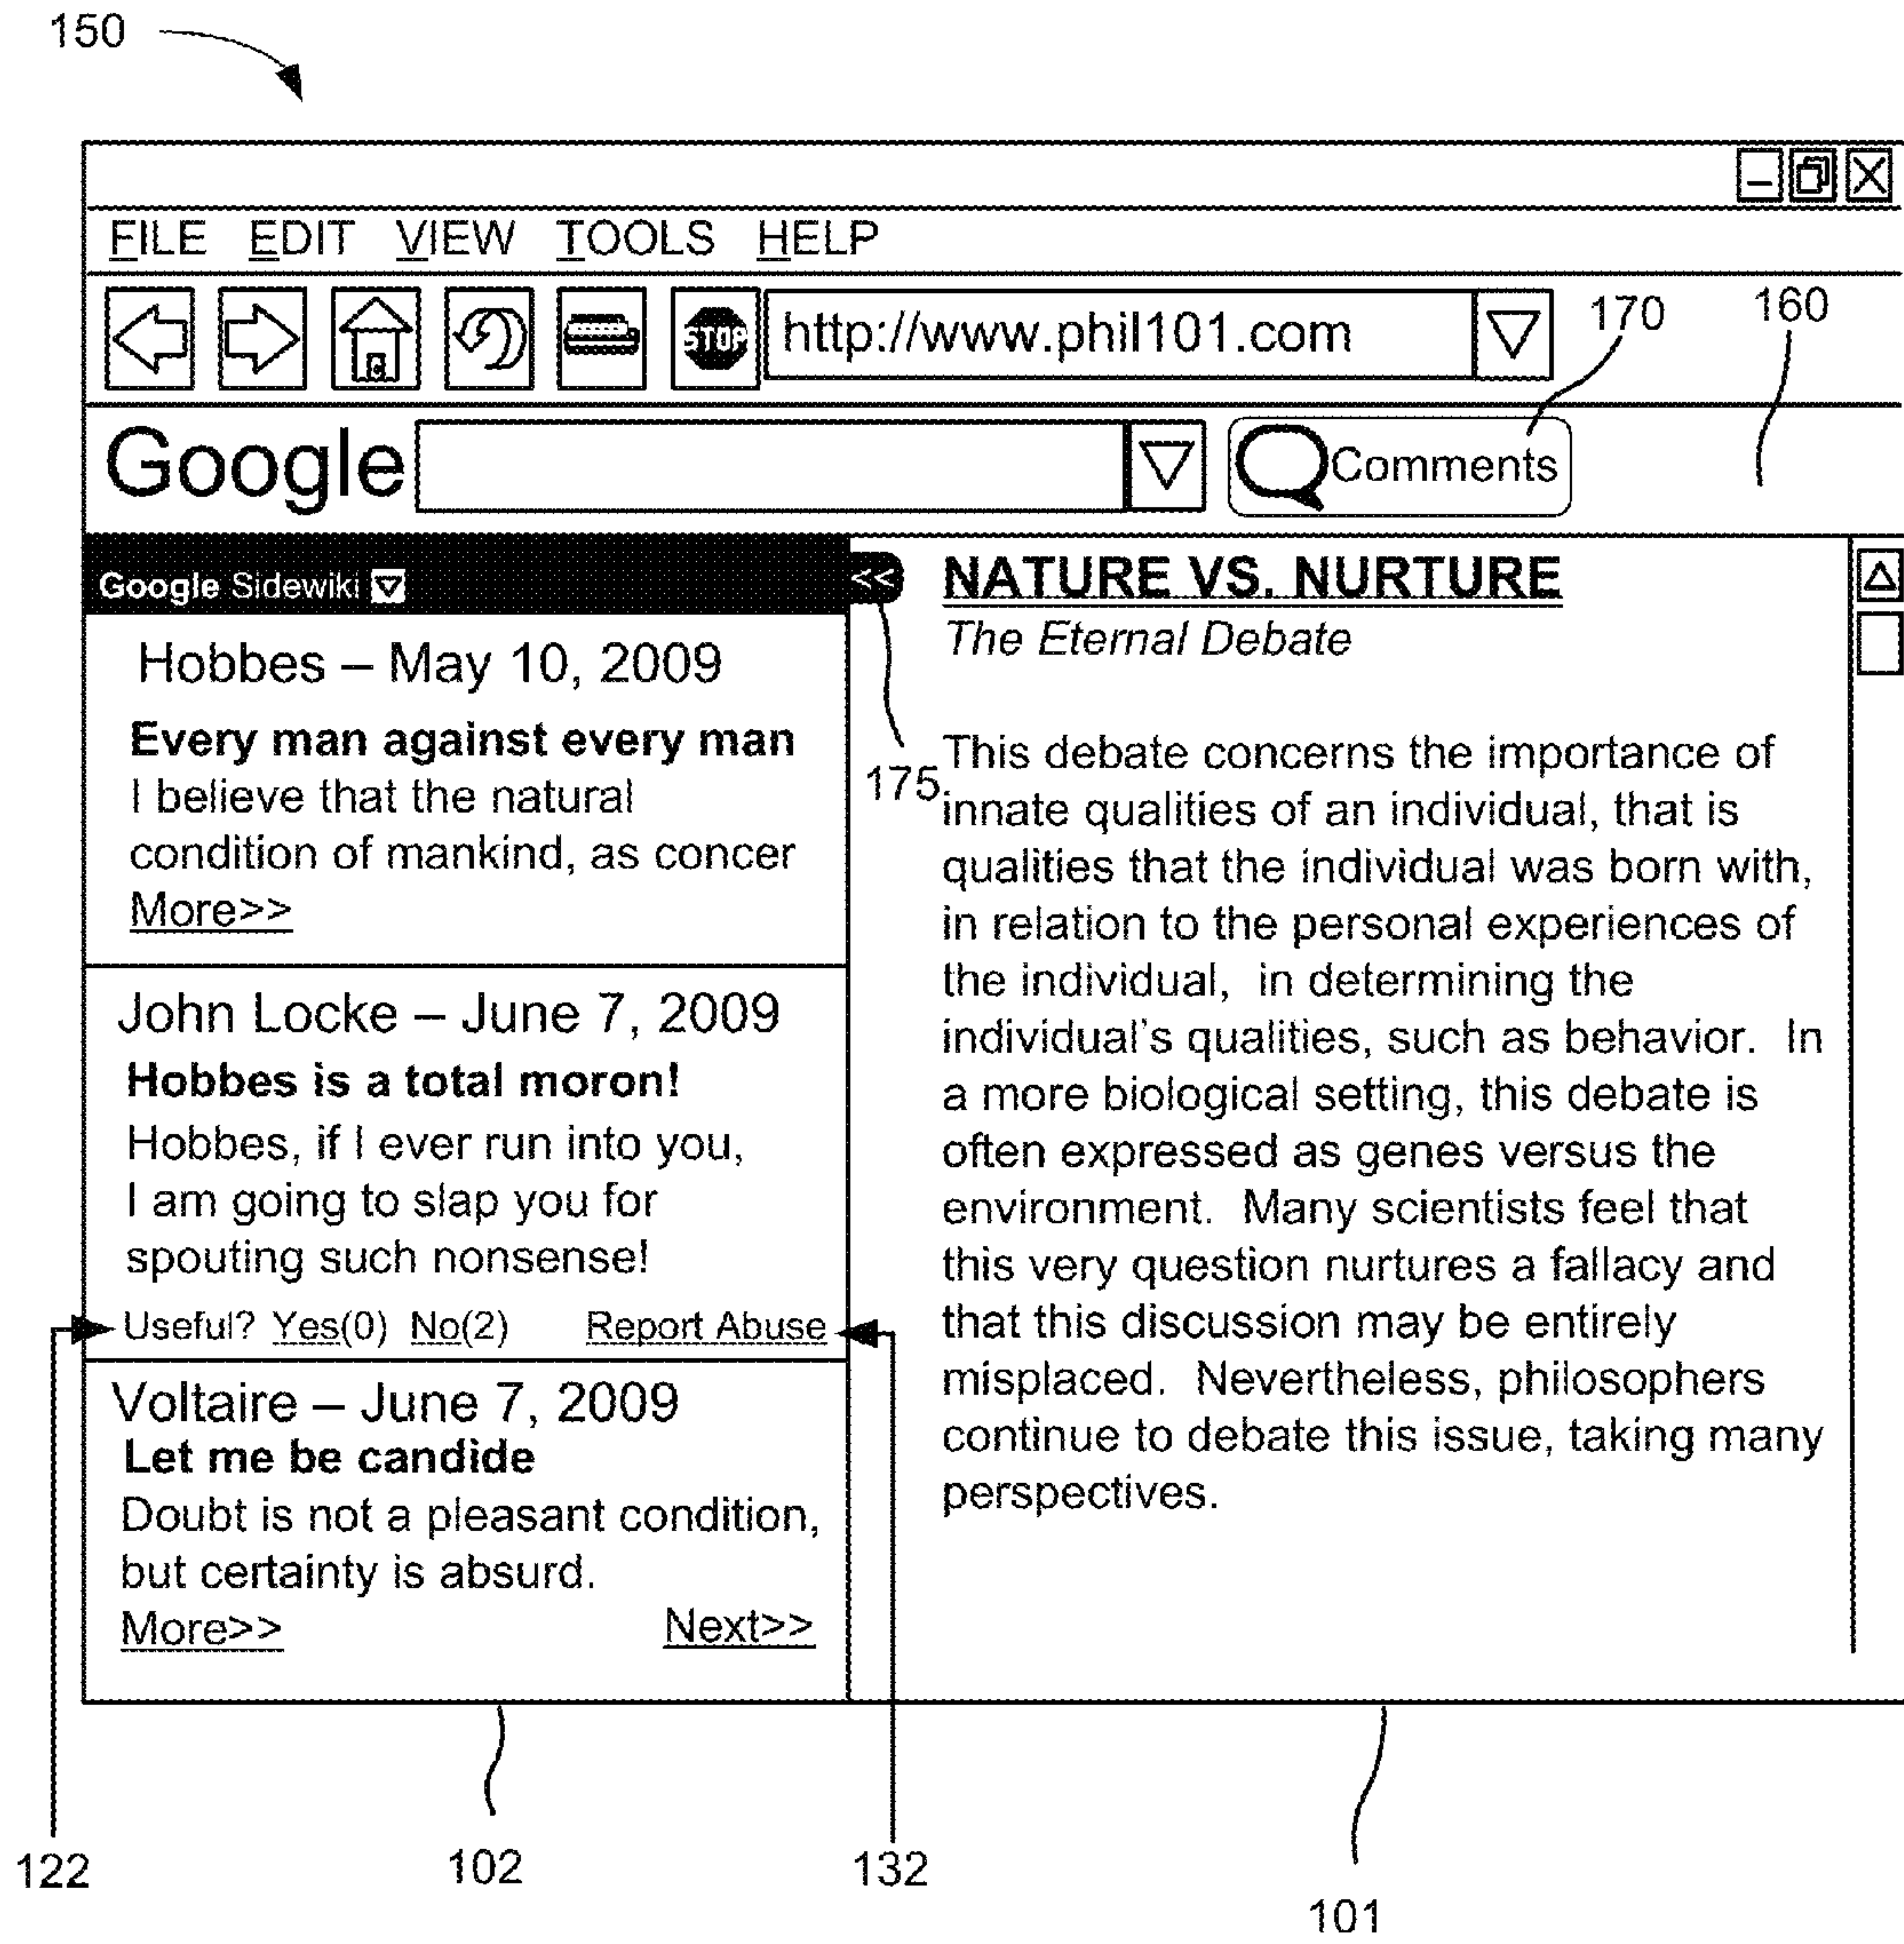 150
FILE EDIT VIEW TOOLS HELP
STOP http://www.phil101.com
170
160
Google
Comments
Google Sidewiki
<<
Hobbes – May 10, 2009
Every man against every man
I believe that the natural
condition of mankind, as concer
More>>
John Locke – June 7, 2009
Hobbes is a total moron!
Hobbes, if I ever run into you,
I am going to slap you for
spouting such nonsense!
Useful? Yes(0) No(2) Report Abuse
Voltaire – June 7, 2009
Let me be candide
Doubt is not a pleasant condition,
but certainty is absurd.
More>> Next>>
175
NATURE VS. NURTURE
The Eternal Debate
This debate concerns the importance of
innate qualities of an individual, that is
qualities that the individual was born with,
in relation to the personal experiences of
the individual, in determining the
individual's qualities, such as behavior. In
a more biological setting, this debate is
often expressed as genes versus the
environment. Many scientists feel that
this very question nurtures a fallacy and
that this discussion may be entirely
misplaced. Nevertheless, philosophers
continue to debate this issue, taking many
perspectives.
122
102
132
101